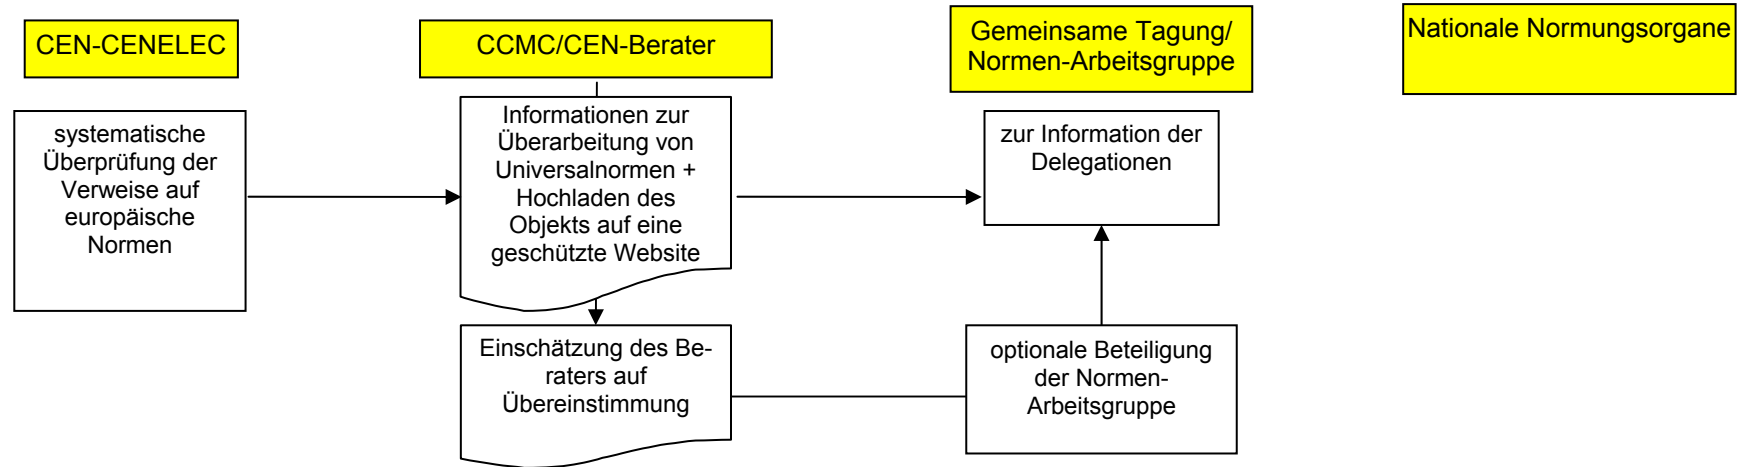 CEN-CENELEC
CCMC/CEN-Berater
Gemeinsame Tagung/
Normen-Arbeitsgruppe
Nationale Normungsorgane
systematische
Überprüfung der
Verweise auf
europäische
Normen
Informationen zur
Überarbeitung von
Universalnormen +
Hochladen des
Objekts auf eine
geschützte Website
zur Information der
Delegationen
Einschätzung des Be-
raters auf
Übereinstimmung
optionale Beteiligung
der Normen-
Arbeitsgruppe